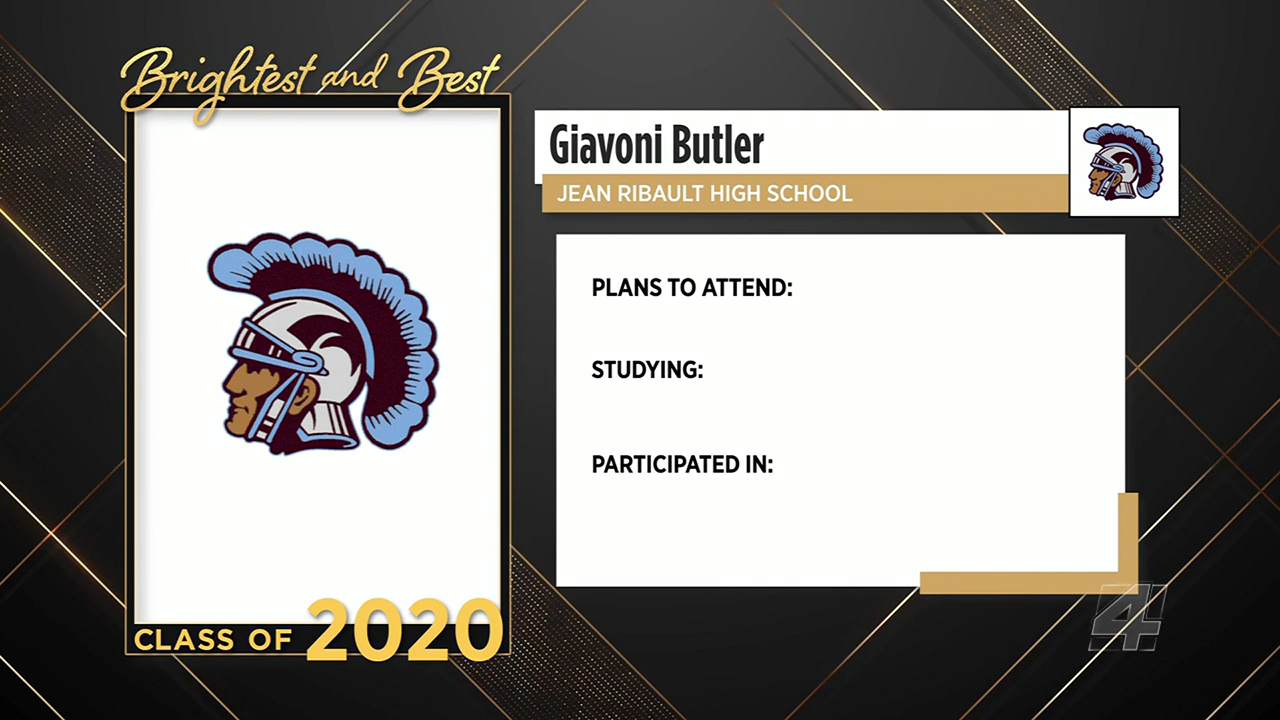 Brightest and Best
Giavoni Butler
JEAN RIBAULT HIGH SCHOOL
PLANS TO ATTEND:
STUDYING:
PARTICIPATED IN:
CLASS OF 2020
4